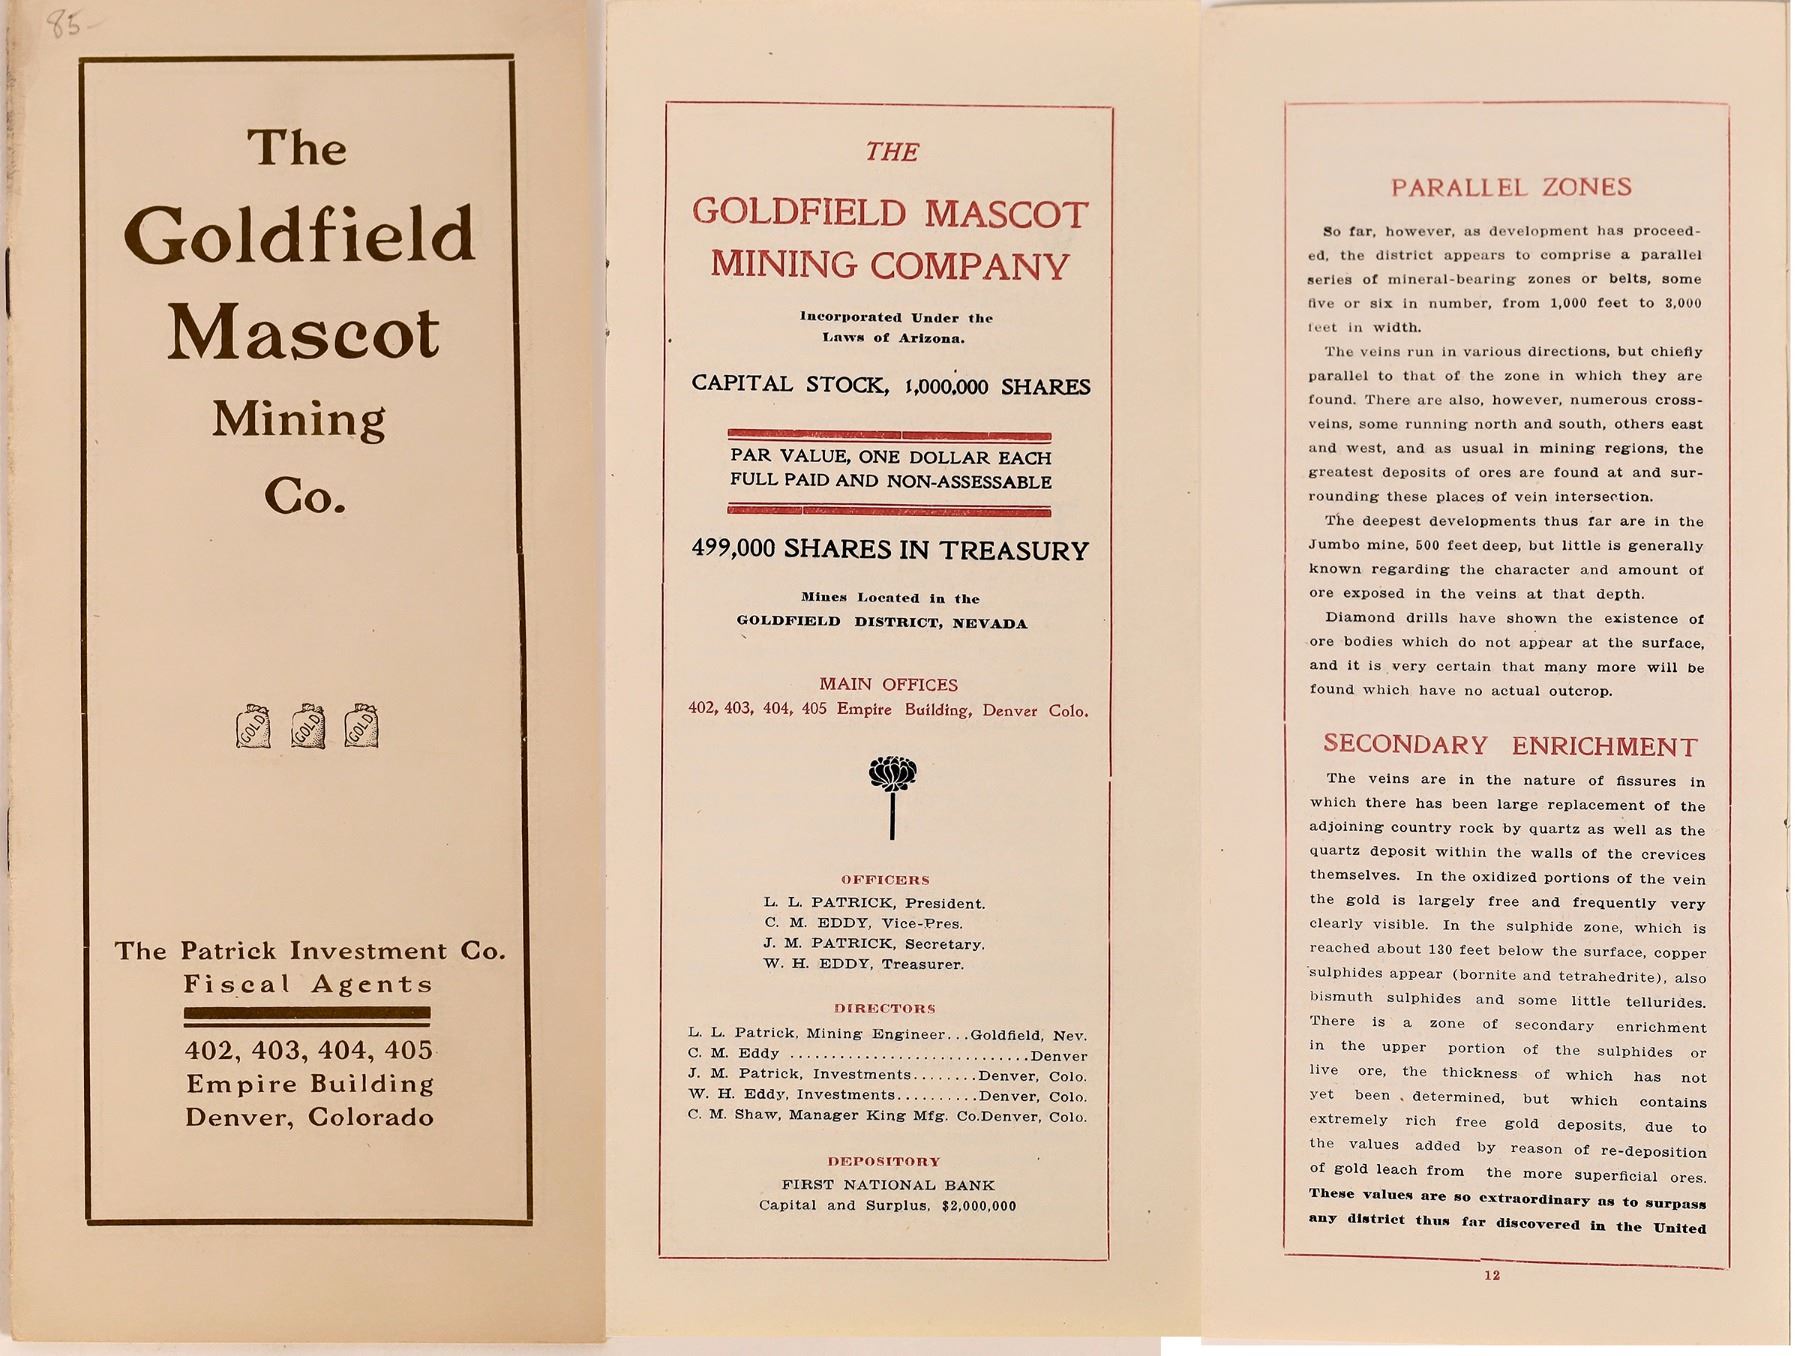 85-
The
Goldfield
Mascot
Mining
Co.
GOLD GOLD GOLD
The Patrick Investment Co.
Fiscal Agents
402, 403, 404, 405
Empire Building
Denver, Colorado
THE
GOLDFIELD MASCOT
MINING COMPANY
Incorporated Under the
Laws of Arizona.
CAPITAL STOCK, 1,000,000 SHARES
PAR VALUE, ONE DOLLAR EACH
FULL PAID AND NON-ASSESSABLE
499,000 SHARES IN TREASURY
Mines Located in the
GOLDFIELD DISTRICT, NEVADA
MAIN OFFICES
402, 403, 404, 405 Empire Building, Denver Colo.
OFFICERS
L. L. PATRICK, President.
C. M. EDDY, Vice-Pres.
J. M. PATRICK, Secretary.
W. H. EDDY, Treasurer.
DIRECTORS
L. L. Patrick, Mining Engineer...Goldfield, Nev.
C. M. Eddy .............................Denver
J. M. Patrick, Investments........Denver, Colo.
W. H. Eddy, Investments..........Denver, Colo.
C. M. Shaw, Manager King Mfg. Co.Denver, Colo.
DEPOSITORY
FIRST NATIONAL BANK
Capital and Surplus, $2,000,000
PARALLEL ZONES
So far, however, as development has proceed-
ed, the district appears to comprise a parallel
series of mineral-bearing zones or belts, some
five or six in number, from 1,000 feet to 3,000
feet in width.
The veins run in various directions, but chiefly
parallel to that of the zone in which they are
found. There are also, however, numerous cross-
veins, some running north and south, others east
and west, and as usual in mining regions, the
greatest deposits of ores are found at and sur-
rounding these places of vein intersection.
The deepest developments thus far are in the
Jumbo mine, 500 feet deep, but little is generally
known regarding the character and amount of
ore exposed in the veins at that depth.
Diamond drills have shown the existence of
ore bodies which do not appear at the surface,
and it is very certain that many more will be
found which have no actual outcrop.
SECONDARY ENRICHMENT
The veins are in the nature of fissures in
which there has been large replacement of the
adjoining country rock by quartz as well as the
quartz deposit within the walls of the crevices
themselves. In the oxidized portions of the vein
the gold is largely free and frequently very
clearly visible. In the sulphide zone, which is
reached about 130 feet below the surface, copper
sulphides appear (bornite and tetrahedrite), also
bismuth sulphides and some little tellurides.
There is a zone of secondary enrichment
in the upper portion of the sulphides or
live ore, the thickness of which has not
yet been determined, but which contains
extremely rich free gold deposits, due to
the values added by reason of re-deposition
of gold leach from the more superficial ores.
These values are so extraordinary as to surpass
any district thus far discovered in the United
12